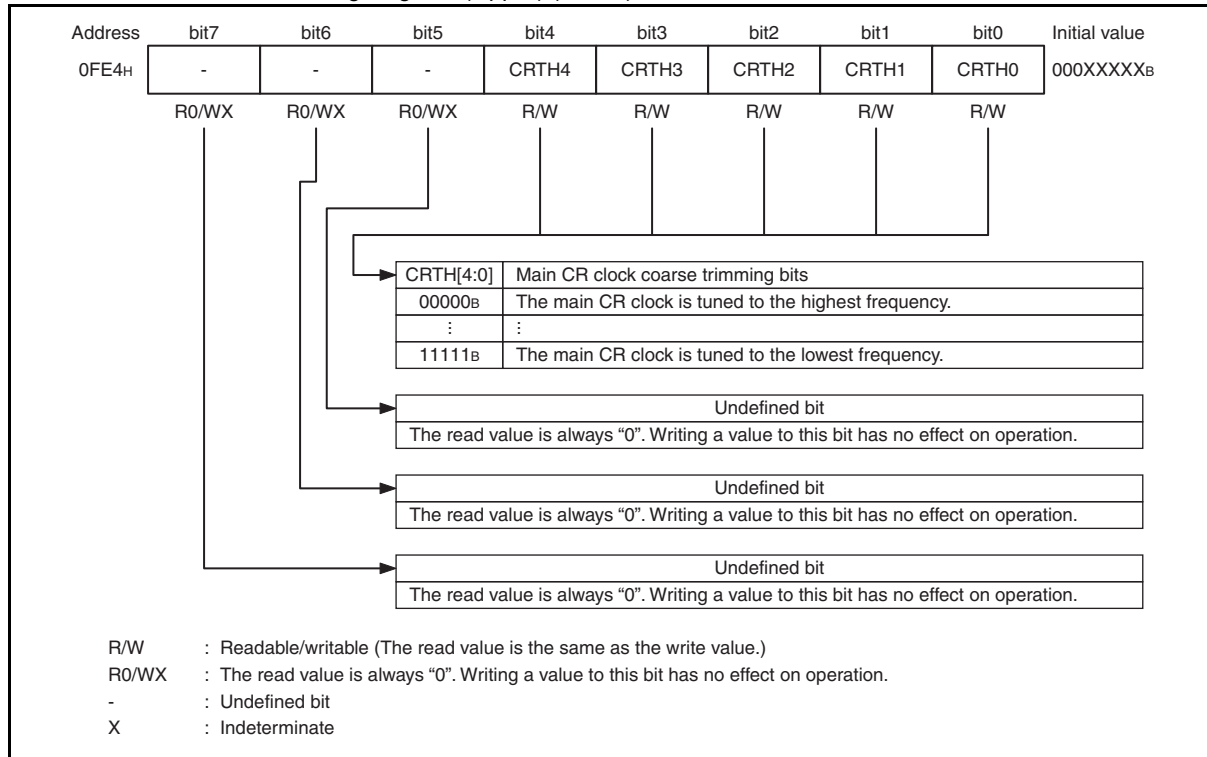 Address bit7 bit6 bit5 bit4 bit3 bit2 bit1 bit0 Initial value
0FE4H - - - CRTH4 CRTH3 CRTH2 CRTH1 CRTH0 000XXXXXB
R0/WX R0/WX R0/WX R/W R/W R/W R/W R/W
CRTH[4:0] Main CR clock coarse trimming bits
00000B The main CR clock is tuned to the highest frequency.
⋮ ⋮
11111B The main CR clock is tuned to the lowest frequency.
Undefined bit
The read value is always “0”. Writing a value to this bit has no effect on operation.
Undefined bit
The read value is always “0”. Writing a value to this bit has no effect on operation.
Undefined bit
The read value is always “0”. Writing a value to this bit has no effect on operation.
R/W : Readable/writable (The read value is the same as the write value.)
R0/WX : The read value is always “0”. Writing a value to this bit has no effect on operation.
- : Undefined bit
X : Indeterminate